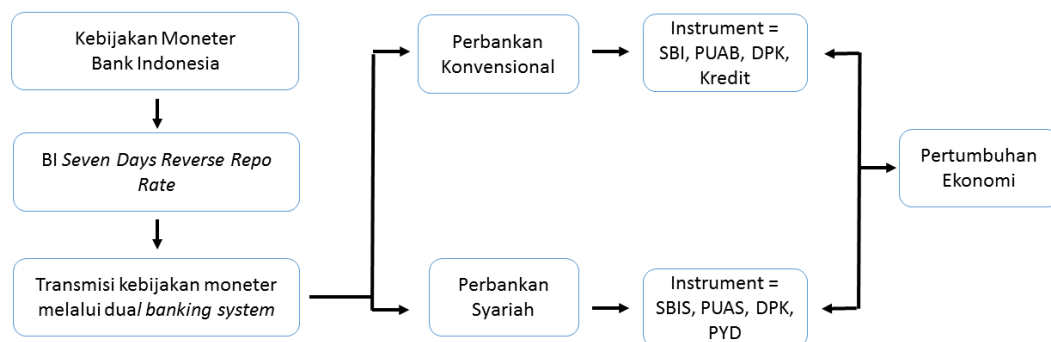 Kebijakan Moneter
Bank Indonesia
BI Seven Days Reverse Repo
Rate
Transmisi kebijakan moneter
melalui dual banking system
Perbankan
Konvensional
Instrument =
SBI, PUAB, DPK,
Kredit
Perbankan
Syariah
Instrument =
SBIS, PUAS, DPK,
PYD
Pertumbuhan
Ekonomi